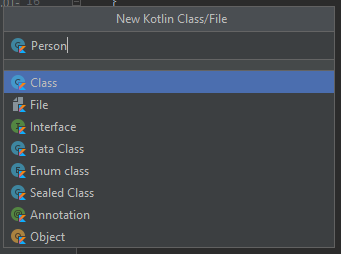 New Kotlin Class/File
Person
Class
File
Interface
Data Class
Enum class
Sealed Class
Annotation
Object